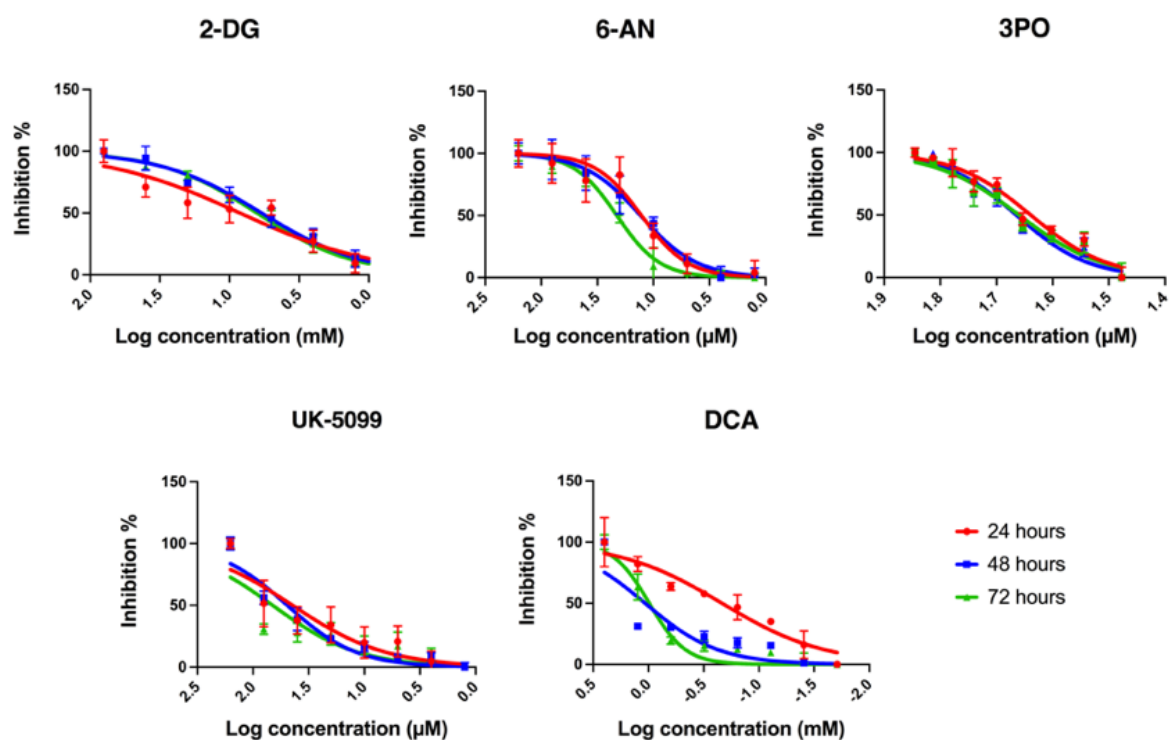 2-DG
6-AN
3PO
Inhibition %
150
100
50
0
2.0
1.5
1.0
0.5
0.0
Log concentration (mM)
Inhibition %
150
100
50
0
2.5
2.0
1.5
1.0
0.5
0.0
Log concentration (µM)
Inhibition %
150
100
50
0
1.9
1.8
1.7
1.6
1.5
1.4
Log concentration (µM)
UK-5099
DCA
Inhibition %
150
100
50
0
2.5
2.0
1.5
1.0
0.5
0.0
Log concentration (µM)
Inhibition %
150
100
50
0
0.5
0.0
-0.5
-1.0
-1.5
-2.0
Log concentration (mM)
24 hours
48 hours
72 hours